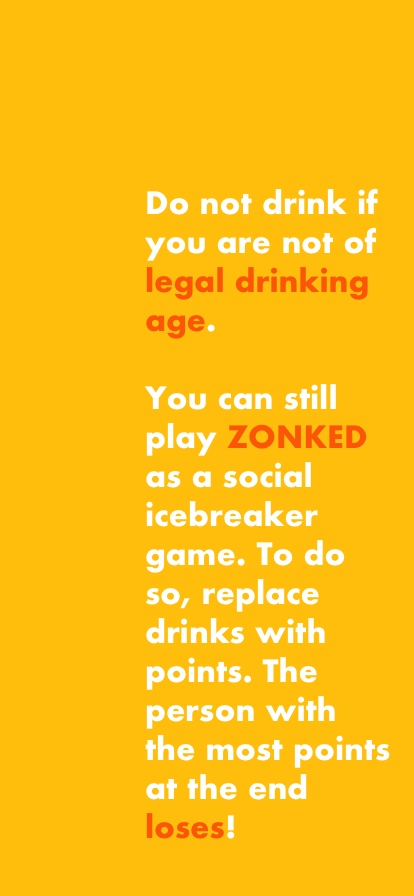 Do not drink if
you are not of
legal drinking
age.
You can still
play ZONKED
as a social
icebreaker
game. To do
so, replace
drinks with
points. The
person with
the most points
at the end
loses!